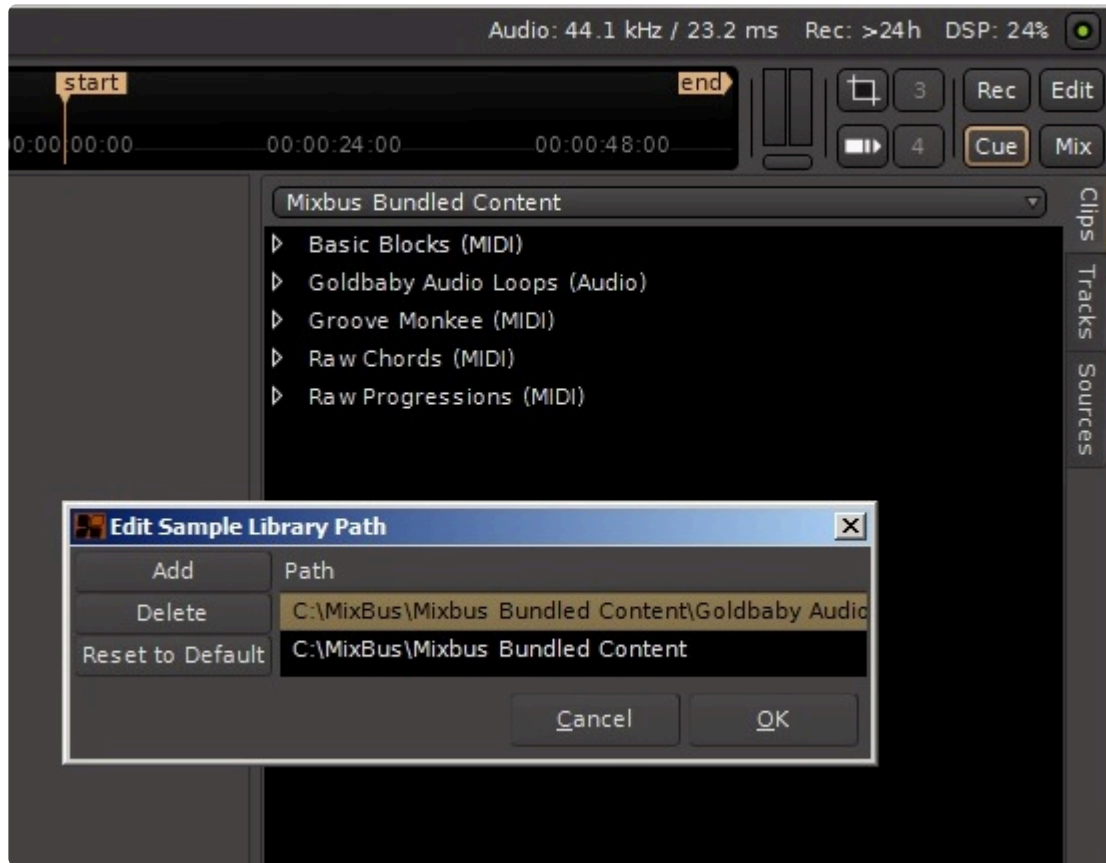 Audio: 44.1 kHz / 23.2 ms Rec: >24h DSP: 24%
start end
00:00:24:00 00:00:48:00
3 Rec Edit
4 Cue Mix
Mixbus Bundled Content
Basic Blocks (MIDI)
Goldbaby Audio Loops (Audio)
Groove Monkee (MIDI)
Raw Chords (MIDI)
Raw Progressions (MIDI)
Clips
Tracks
Sources
Edit Sample Library Path
Add Path
Delete C:\MixBus\Mixbus Bundled Content\Goldbaby Audio
Reset to Default C:\MixBus\Mixbus Bundled Content
Cancel OK